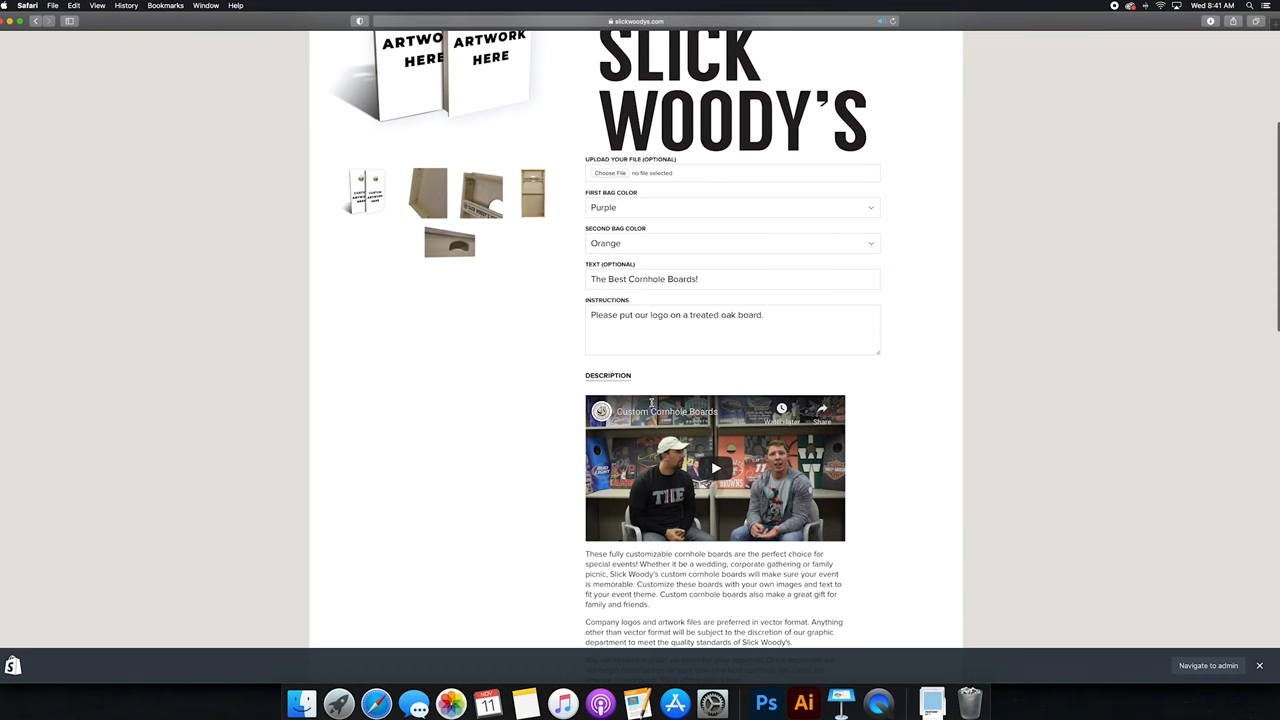 Safari File Edit View History Bookmarks Window Help
Wed 8:41 AM
slickwoodys.com
ARTWO
HERE
ARTWORK
HERE
SLICK
WOODY'S
UPLOAD YOUR FILE (OPTIONAL)
Choose File no file selected
FIRST BAG COLOR
Purple
SECOND BAG COLOR
Orange
TEXT (OPTIONAL)
The Best Cornhole Boards!
INSTRUCTIONS
Please put our logo on a treated oak board.
DESCRIPTION
Custom Cornhole Boards
Watch later
Share
These fully customizable cornhole boards are the perfect choice for
special events! Whether it be a wedding, corporate gathering or family
picnic, Slick Woody's custom cornhole boards will make sure your event
is memorable. Customize these boards with your own images and text to
fit your event theme. Custom cornhole boards also make a great gift for
family and friends.
Company logos and artwork files are preferred in vector format. Anything
other than vector format will be subject to the discretion of our graphic
department to meet the quality standards of Slick Woody's.
Navigate to admin
NOV
11
Ps
Ai